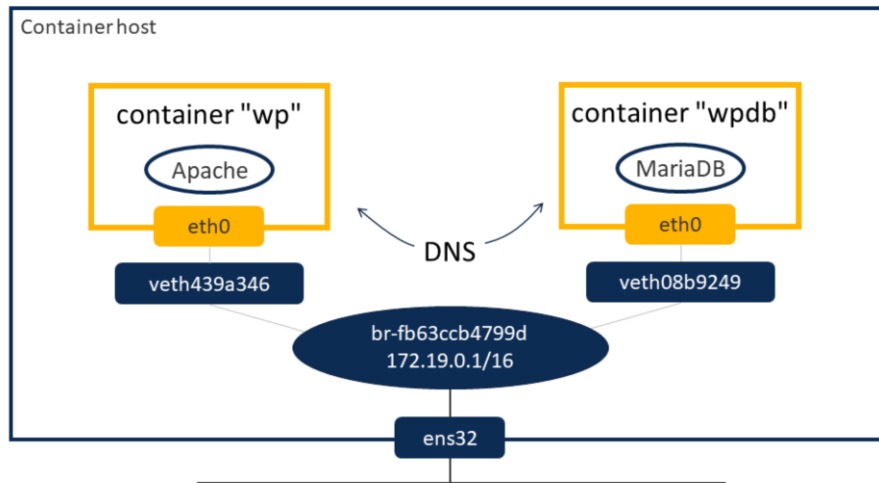 Container host
container "wp"
Apache
eth0
veth439a346
container "wpdb"
MariaDB
eth0
veth08b9249
DNS
br-fb63ccb4799d
172.19.0.1/16
ens32